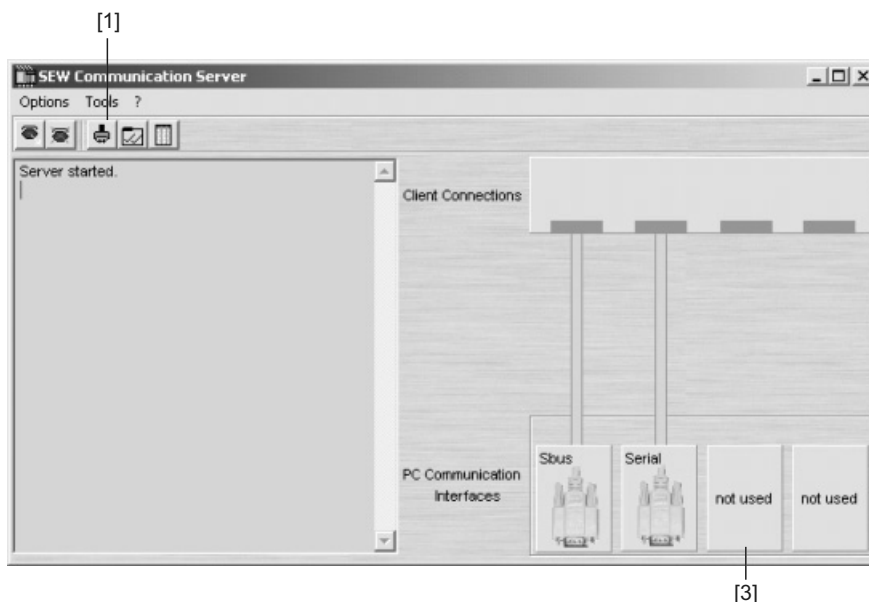 [1]
SEW Communication Server
Options Tools ?
Server started.
Client Connections
PC Communication
Interfaces
Sbus
Serial
not used
not used
[3]